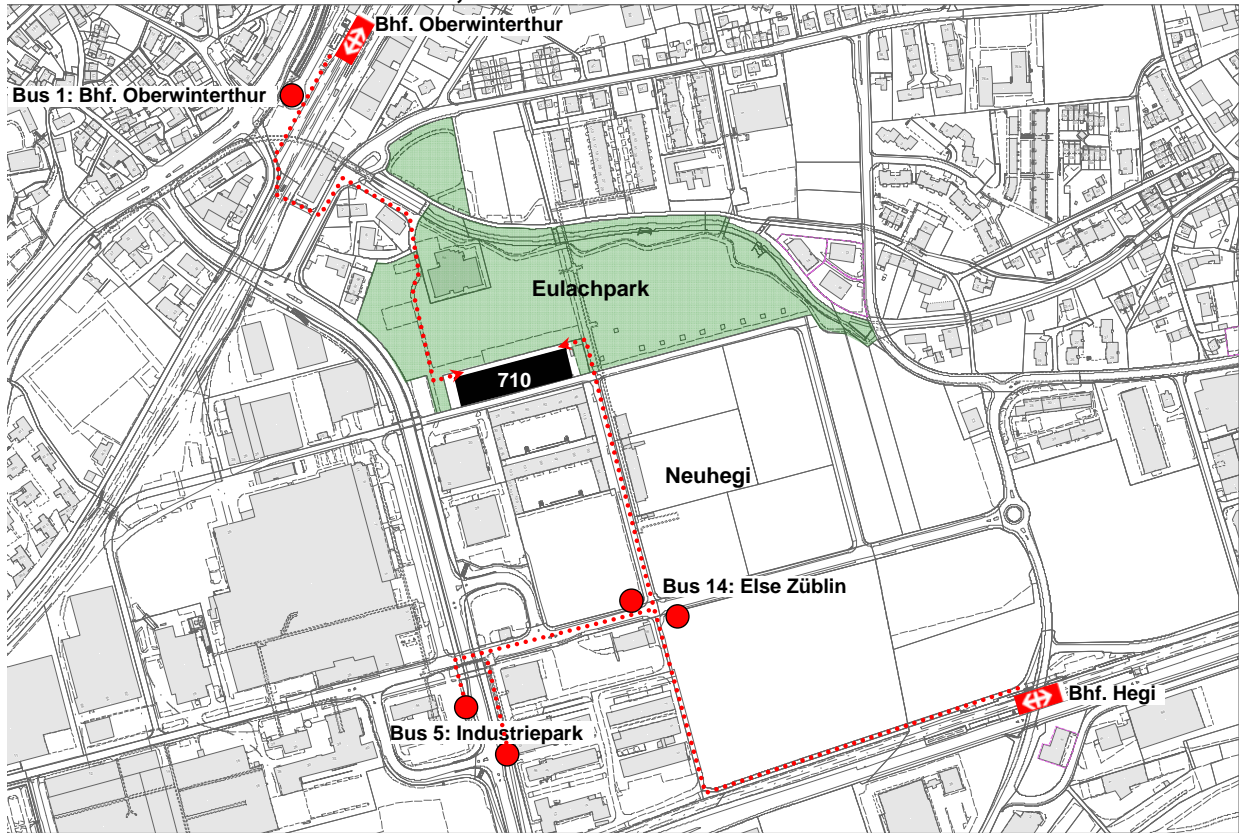 Bhf. Oberwinterthur
Bus 1: Bhf. Oberwinterthur
Eulachpark
710
Neuhegi
Bus 14: Else Züblin
Bhf. Hegi
Bus 5: Industriepark